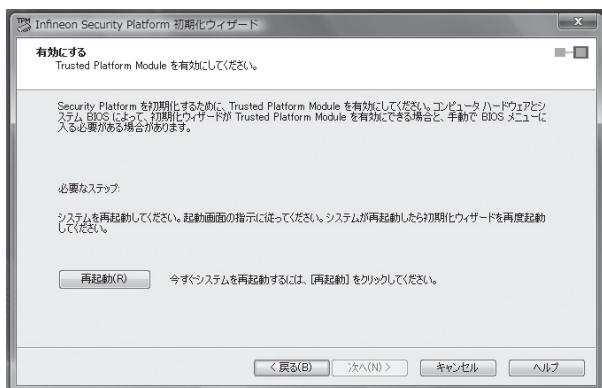 TPM
Infineon Security Platform 初期化ウィザード
有効にする
Trusted Platform Module を有効にしてください。
Security Platform を初期化するために、Trusted Platform Module を有効にしてください。コンピュータ ハードウェアとシ
ステム BIOS によって、初期化ウィザードが Trusted Platform Module を有効にできる場合と、手動で BIOS メニューに
入る必要がある場合があります。
必要なステップ:
システムを再起動してください。起動画面の指示に従ってください。システムが再起動したら初期化ウィザードを再度起動
してください。
再起動(R)
今すぐシステムを再起動するには、[再起動] をクリックしてください。
< 戻る(B)
次へ(N) >
キャンセル
ヘルプ